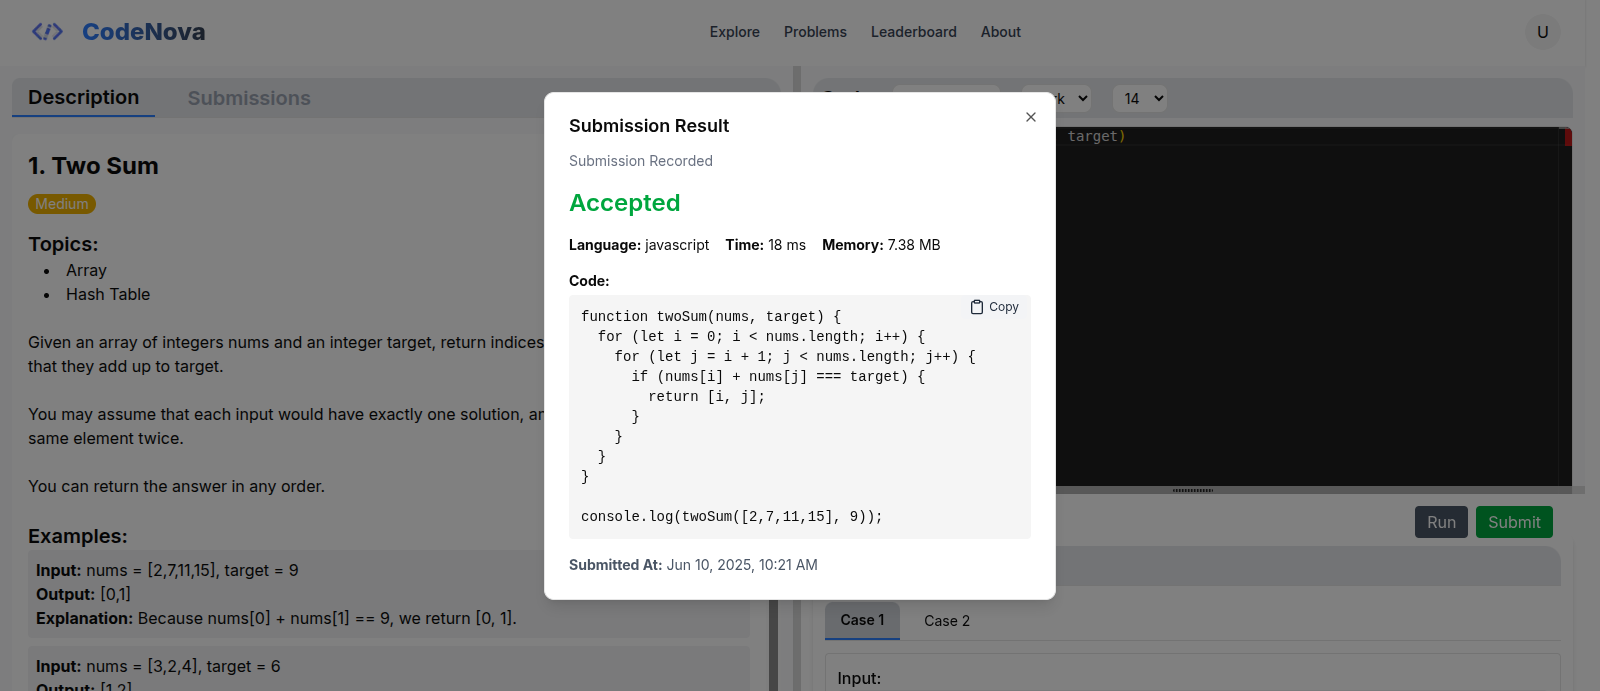 CodeNova
Explore Problems Leaderboard About
U
Description Submissions
14
target)
1. Two Sum
Medium
Topics:
Array
Hash Table
Given an array of integers nums and an integer target, return indices
that they add up to target.
You may assume that each input would have exactly one solution,
same element twice.
You can return the answer in any order.
Examples:
Input: nums = [2,7,11,15], target = 9
Output: [0,1]
Explanation: Because nums[0] + nums[1] == 9, we return [0, 1].
Input: nums = [3,2,4], target = 6
Output: [1,2]
Submission Result
Submission Recorded
Accepted
Language: javascript Time: 18 ms Memory: 7.38 MB
Code:
Copy
function twoSum(nums, target) {
  for (let i = 0; i < nums.length; i++) {
    for (let j = i + 1; j < nums.length; j++) {
      if (nums[i] + nums[j] === target) {
        return [i, j];
      }
    }
  }
}
console.log(twoSum([2,7,11,15], 9));
Submitted At: Jun 10, 2025, 10:21 AM
Run Submit
Case 1 Case 2
Input: